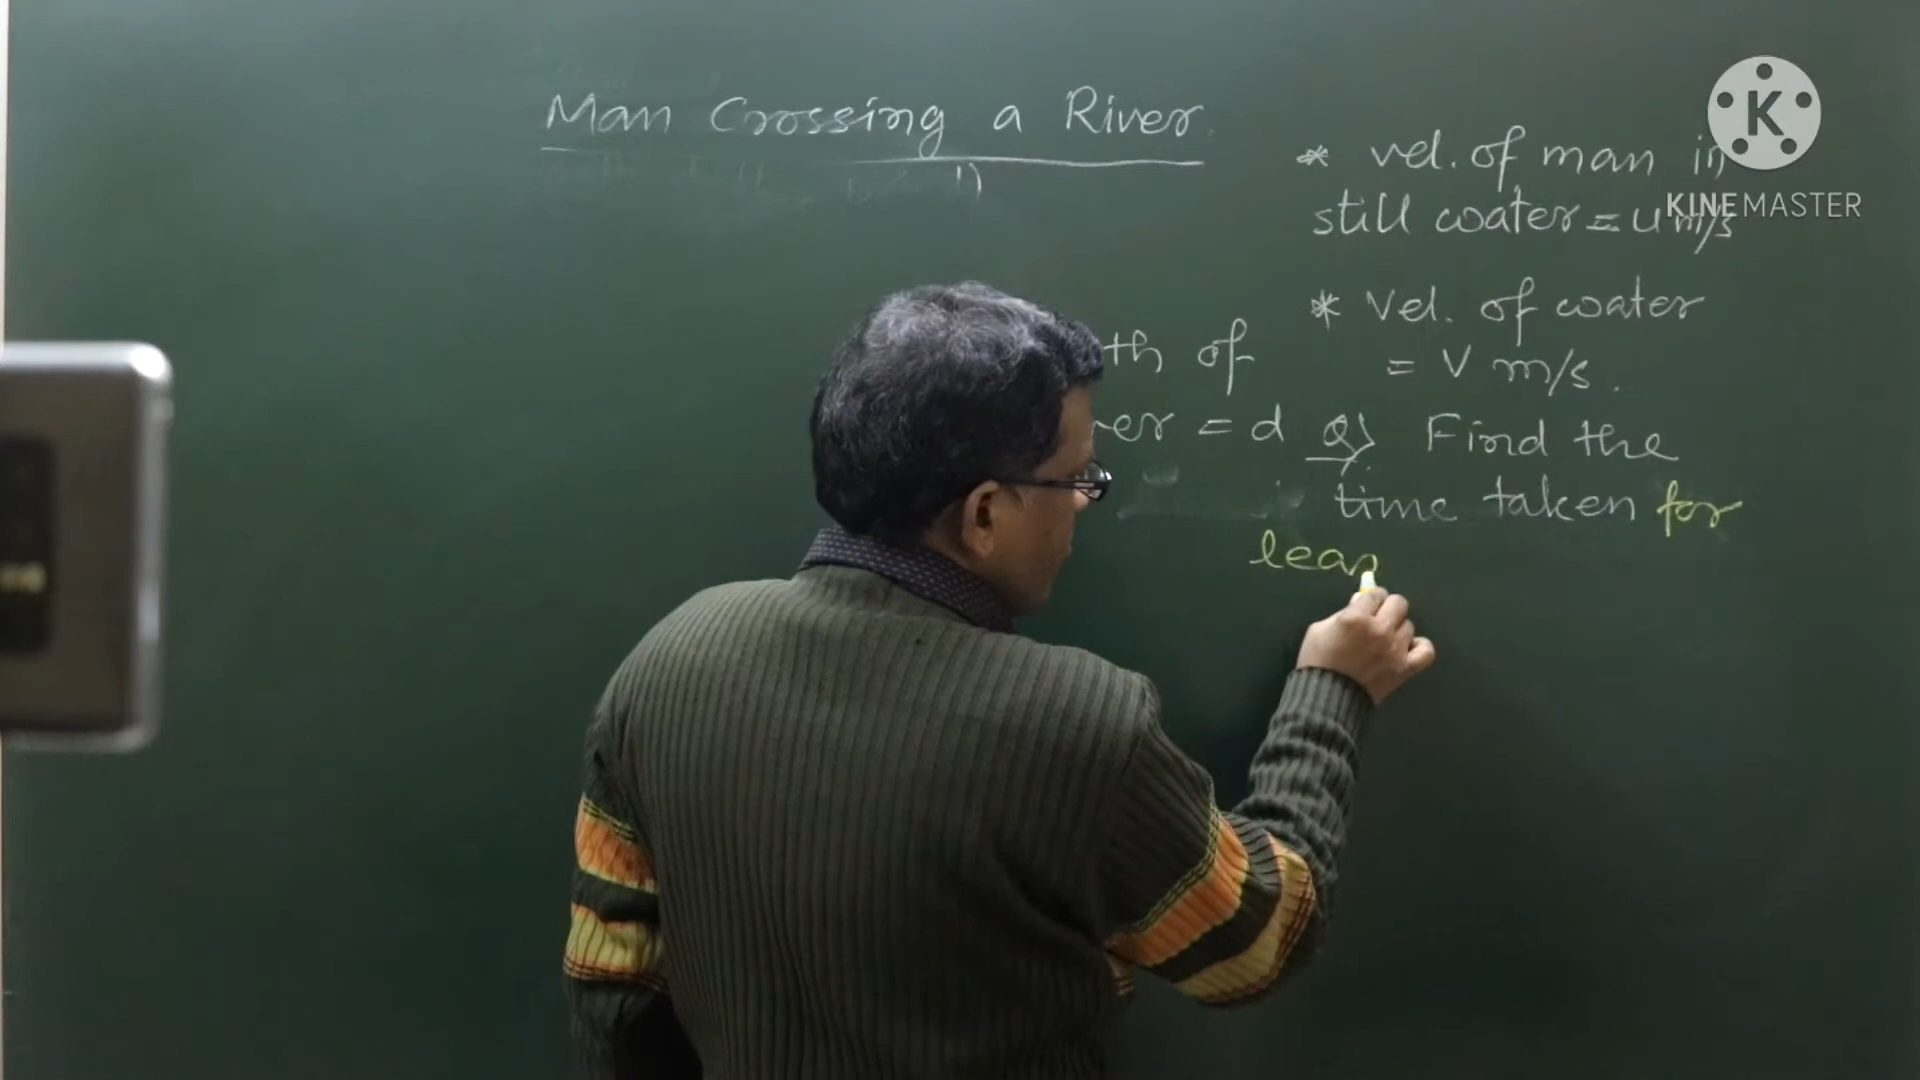 Man Crossing a River
* vel. of man in
still water = u m/s
* Vel. of water
= V m/s.
th of
er = d
Q> Find the
time taken for
leas
K
KINEMASTER